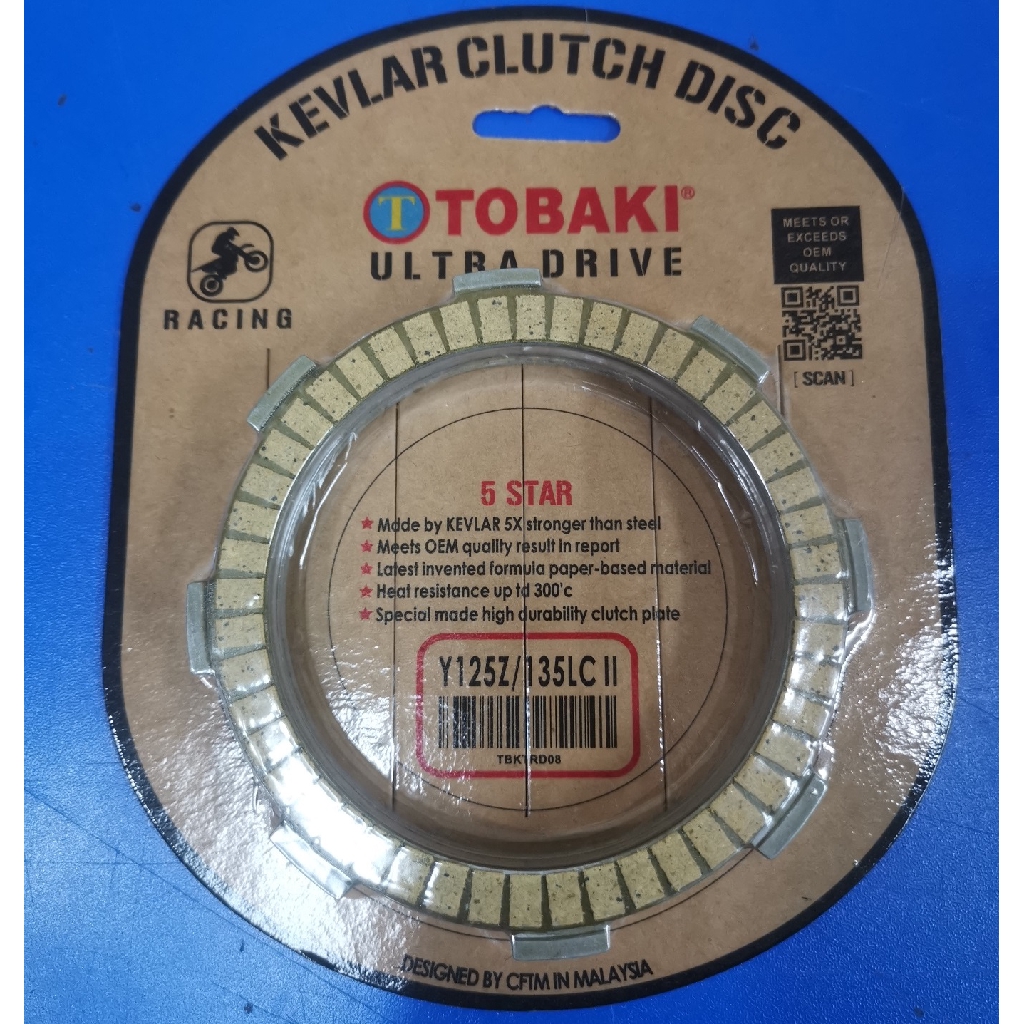 KEVLAR CLUTCH DISC
T TOBAKI®
ULTRA DRIVE
RACING
MEETS OR
EXCEEDS
OEM
QUALITY
[ SCAN ]
5 STAR
★ Made by KEVLAR 5X stronger than steel
★ Meets OEM quality result in report
★ Latest invented formula paper-based material
★ Heat resistance up to 300°c
★ Special made high durability clutch plate
Y125Z/135LC II
TBKYRD08
DESIGNED BY CFTM IN MALAYSIA